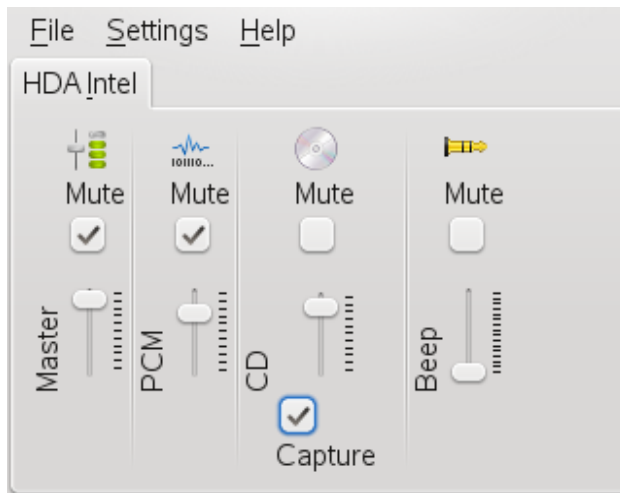 File Settings Help
HDA Intel
Mute Mute Mute Mute
Master PCM CD Beep
Capture